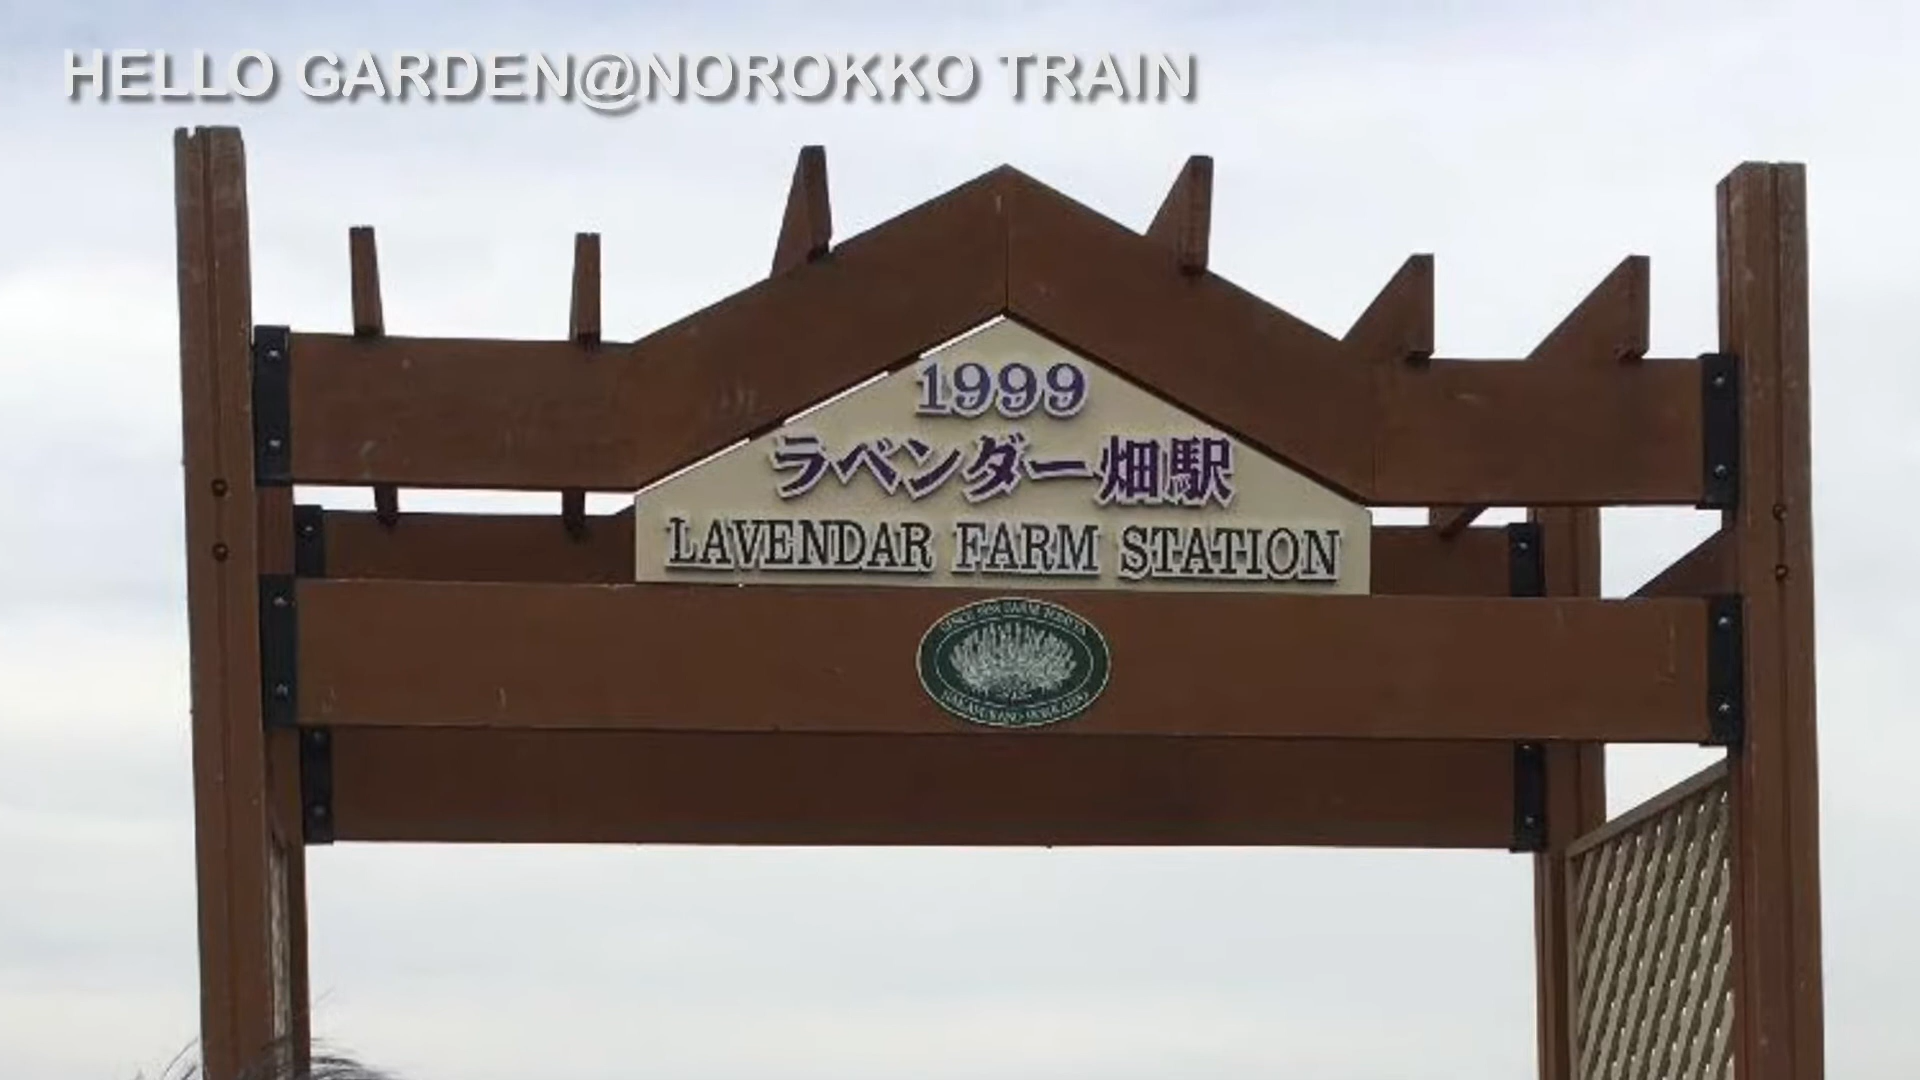 HELLO GARDEN@NOROKKO TRAIN
1999
ラベンダー畑駅
LAVENDAR FARM STATION